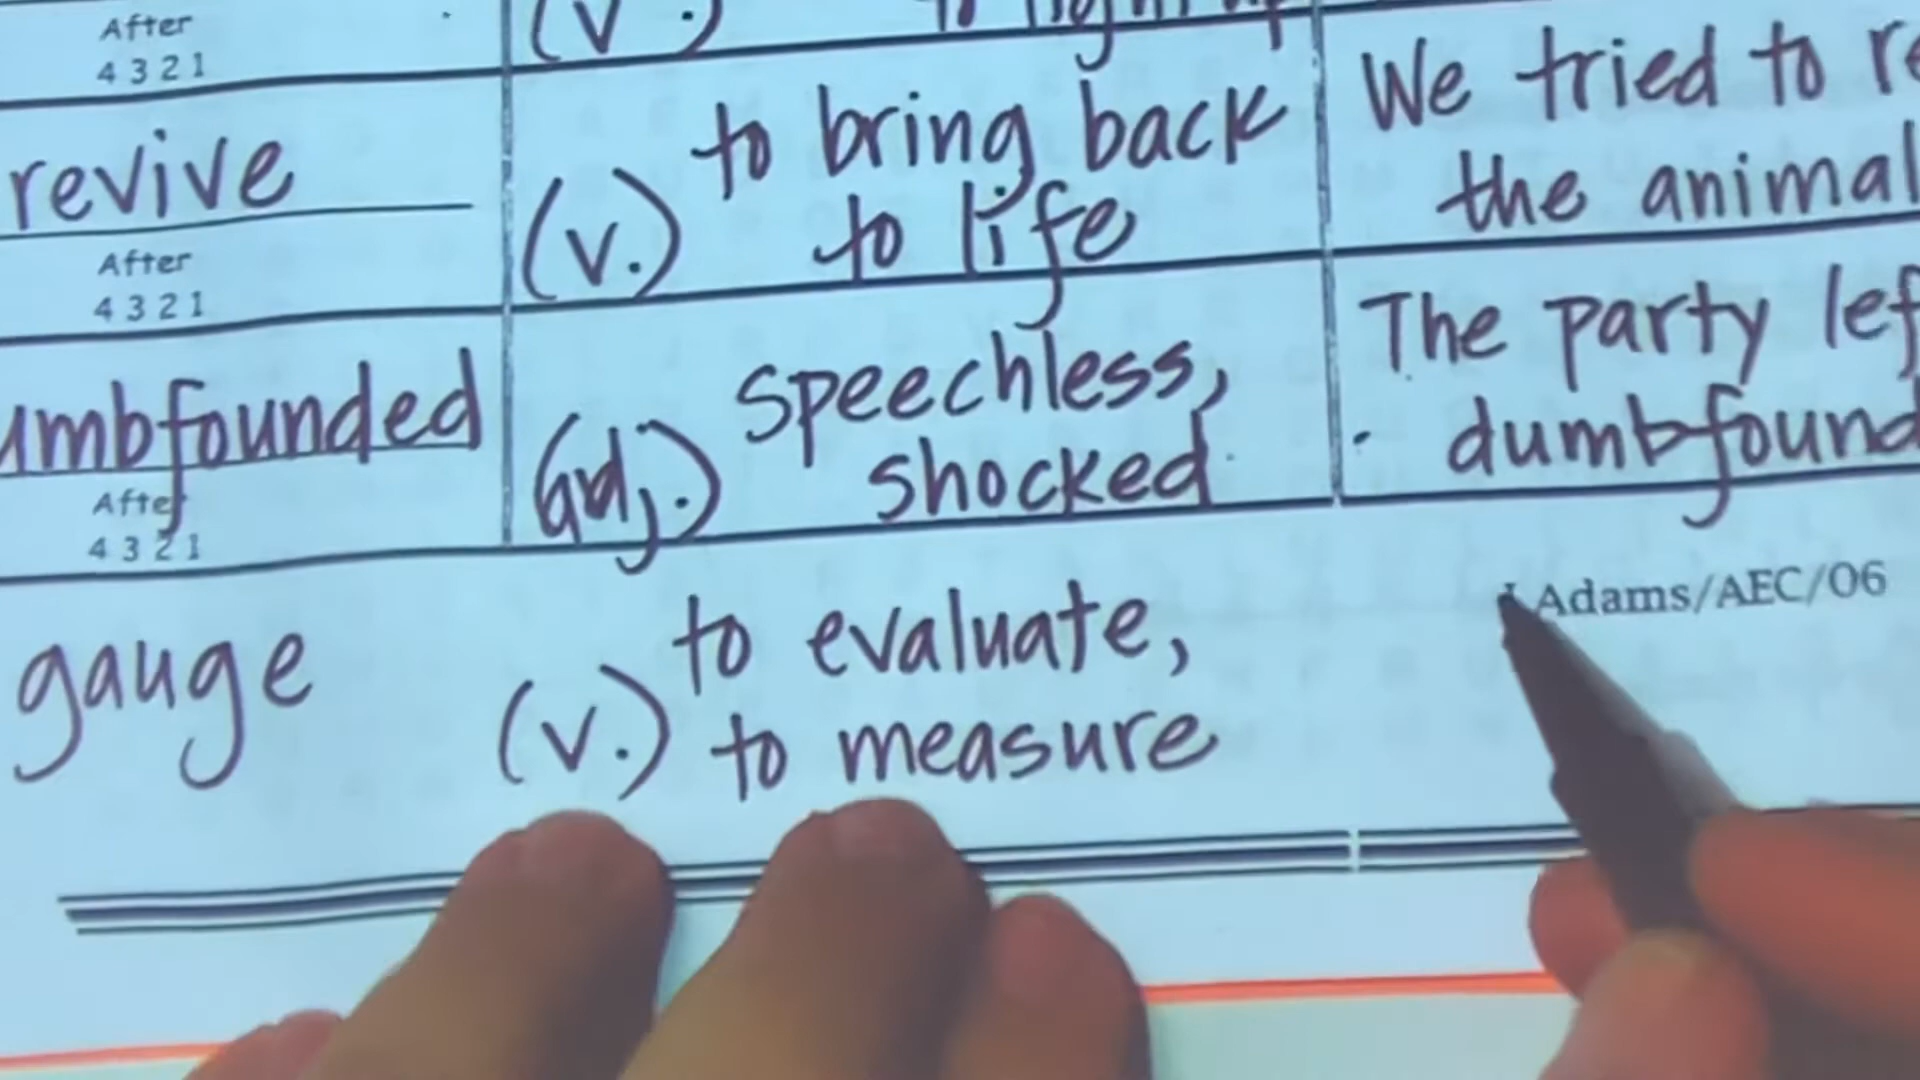 After
4 3 2 1
(v.)
We tried to
revive
(v.) to bring back
to life
the animal
After
4 3 2 1
umbfounded
(adj.) speechless,
shocked
The party lef
dumbfound
After
4 3 2 1
Adams/AEC/06
gauge
(v.) to evaluate,
to measure